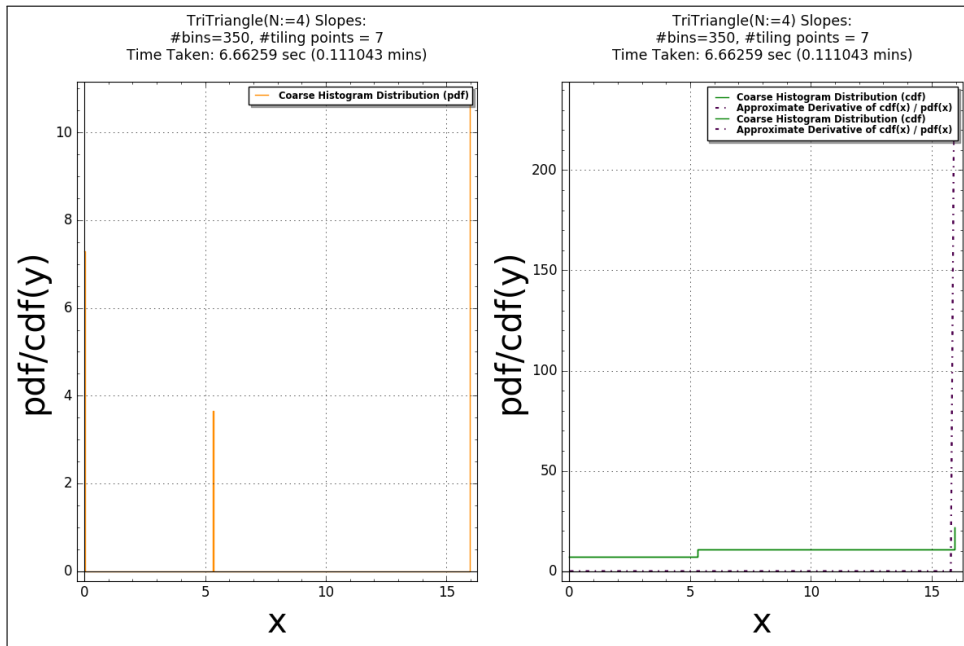 TriTriangle(N:=4) Slopes:
#bins=350, #tiling points = 7
Time Taken: 6.66259 sec (0.111043 mins)
Coarse Histogram Distribution (pdf)
pdf/cdf(y)
10
8
6
4
2
0
0
5
10
15
x
TriTriangle(N:=4) Slopes:
#bins=350, #tiling points = 7
Time Taken: 6.66259 sec (0.111043 mins)
Coarse Histogram Distribution (cdf)
Approximate Derivative of cdf(x) / pdf(x)
Coarse Histogram Distribution (cdf)
Approximate Derivative of cdf(x) / pdf(x)
pdf/cdf(y)
200
150
100
50
0
0
5
10
15
x